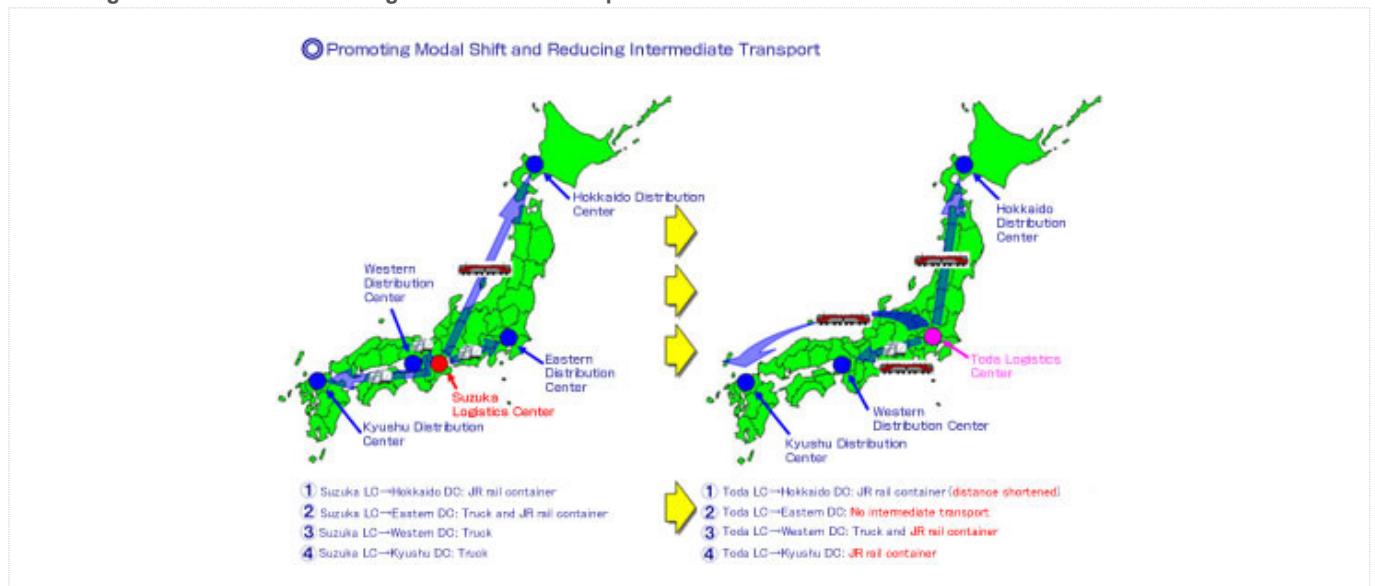 ◎Promoting Modal Shift and Reducing Intermediate Transport
Hokkaido Distribution
Center
Western
Distribution
Center
Eastern
Distribution
Center
Suzuka
Logistics Center
Kyushu Distribution
Center
① Suzuka LC→Hokkaido DC: JR rail container
② Suzuka LC→Eastern DC: Truck and JR rail container
③ Suzuka LC→Western DC: Truck
④ Suzuka LC→Kyushu DC: Truck
Hokkaido
Distribution
Center
Toda Logistics
Center
Western
Distribution Center
Kyushu Distribution
Center
① Toda LC→Hokkaido DC: JR rail container (distance shortened)
② Toda LC→Eastern DC: No intermediate transport
③ Toda LC→Western DC: Truck and JR rail container
④ Toda LC→Kyushu DC: JR rail container